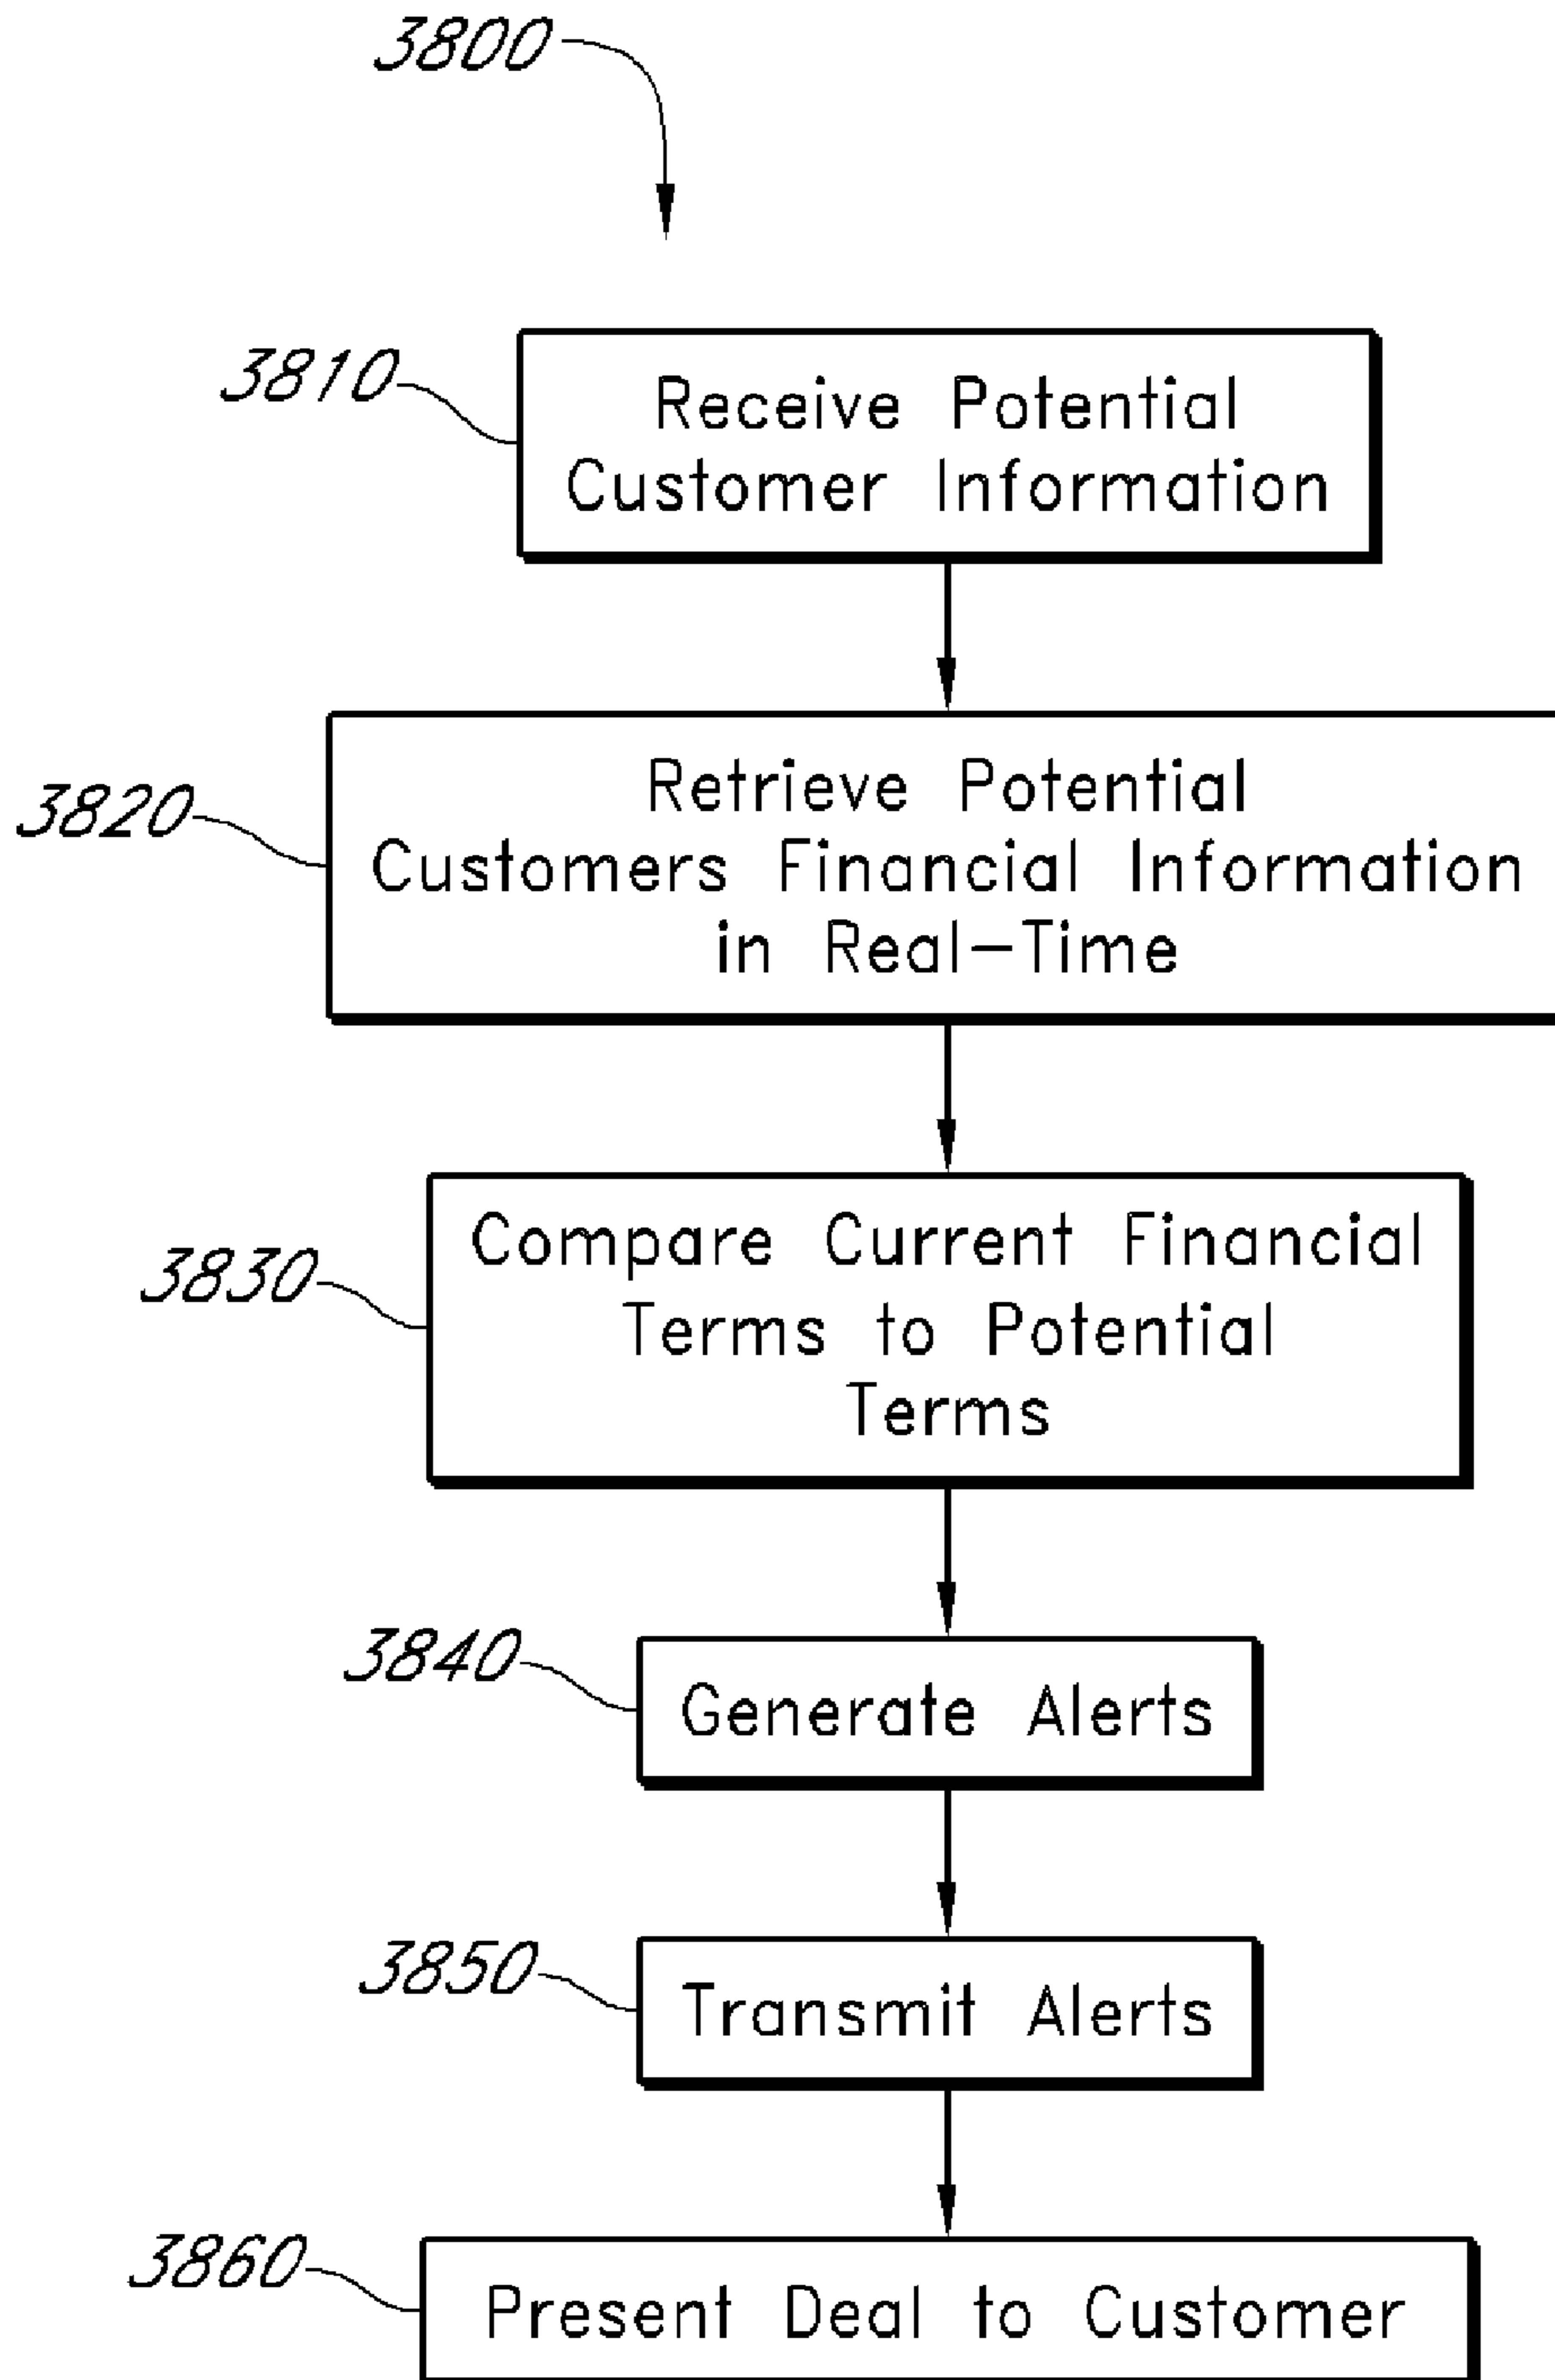 3800
3810
Receive Potential
Customer Information
3820
Retrieve Potential
Customers Financial Information
in Real-Time
3830
Compare Current Financial
Terms to Potential
Terms
3840
Generate Alerts
3850
Transmit Alerts
3860
Present Deal to Customer